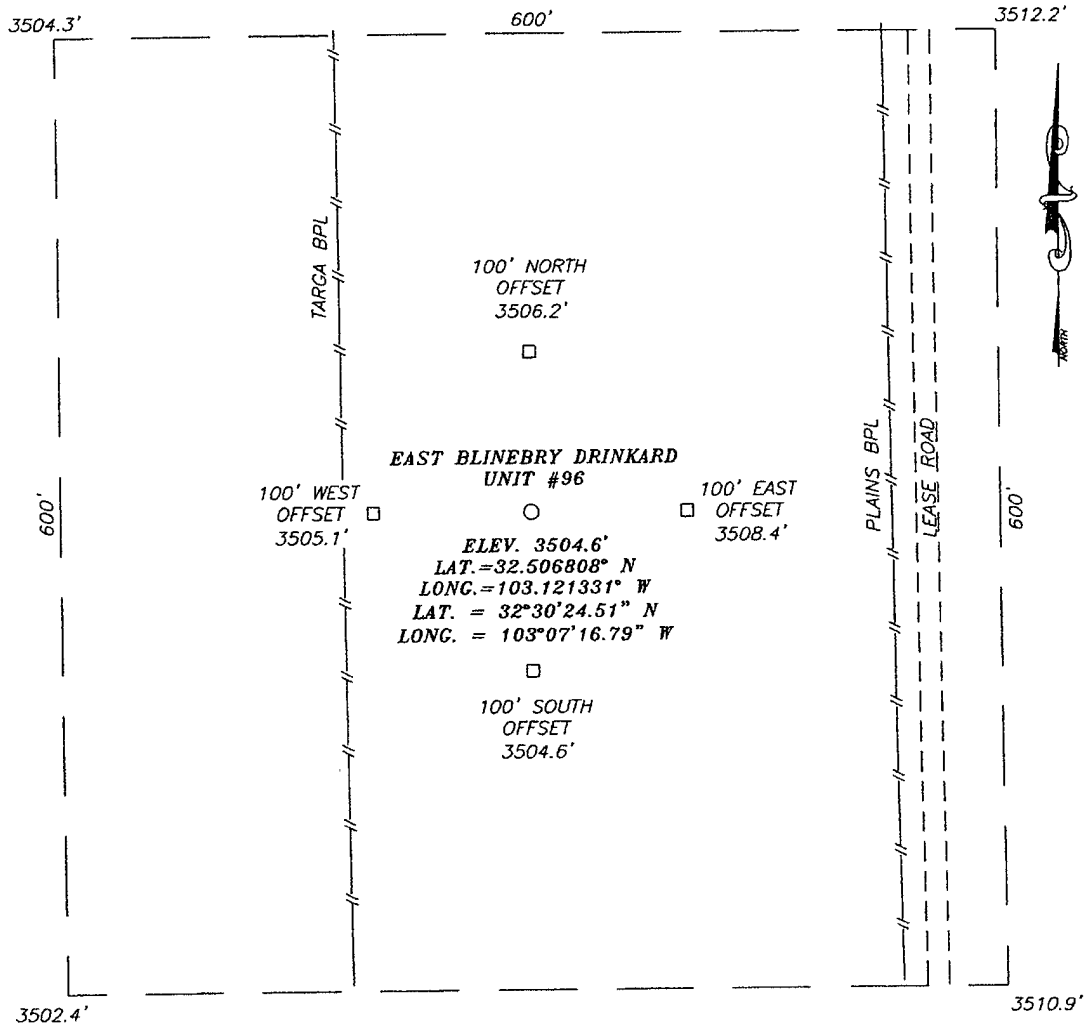 3504.3'
600'
3512.2'
TARGA BPL
100' NORTH
OFFSET
3506.2'
NORTH
600'
EAST BLINEBRY DRINKARD
UNIT #96
100' WEST
OFFSET
3505.1'
100' EAST
OFFSET
3508.4'
PLAINS BPL
LEASE ROAD
600'
ELEV. 3504.6'
LAT.=32.506808° N
LONG.=103.121331° W
LAT. = 32°30'24.51" N
LONG. = 103°07'16.79" W
100' SOUTH
OFFSET
3504.6'
3502.4'
3510.9'